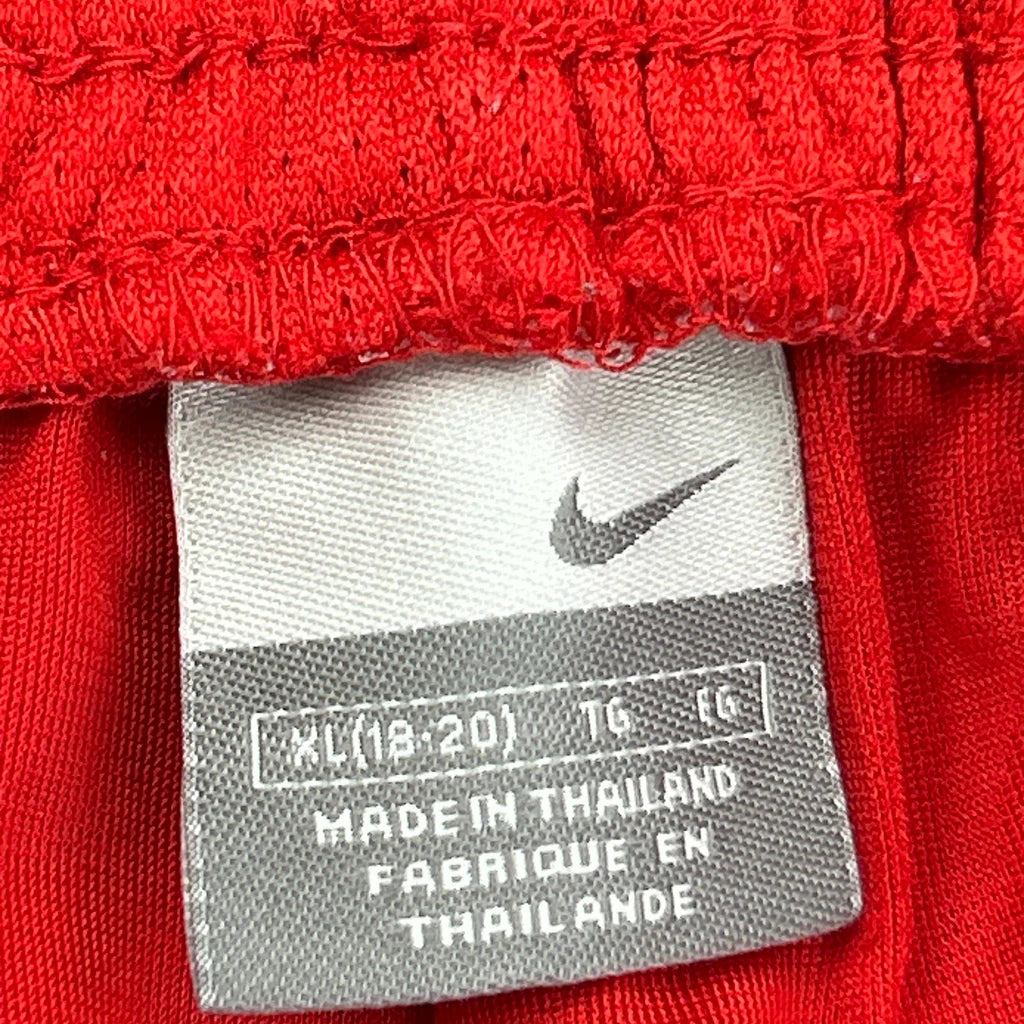 XL(18-20) TG EG
MADE IN THAILAND
FABRIQUE EN
THAILANDE